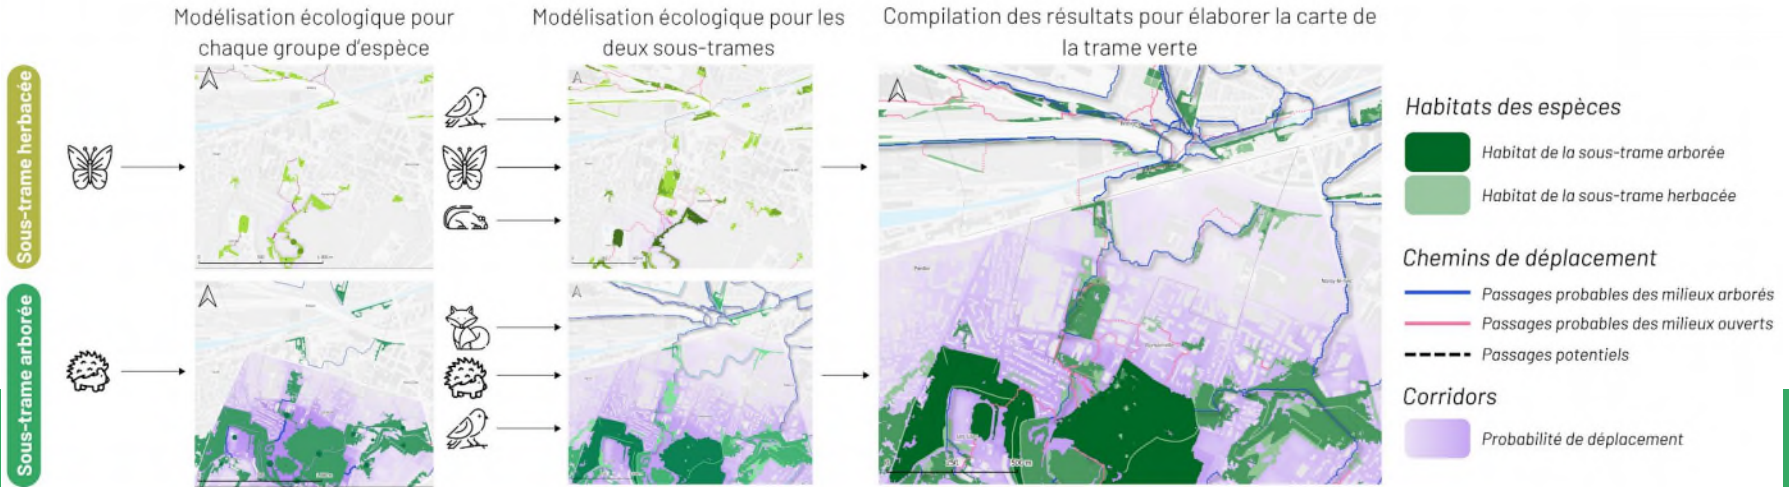 Modélisation écologique pour
chaque groupe d'espèce
Modélisation écologique pour les
deux sous-trames
Compilation des résultats pour élaborer la carte de
la trame verte
Sous-trame herbacée
Sous-trame arborée
Habitats des espèces
Habitat de la sous-trame arborée
Habitat de la sous-trame herbacée
Chemins de déplacement
Passages probables des milieux arborés
Passages probables des milieux ouverts
Passages potentiels
Corridors
Probabilité de déplacement